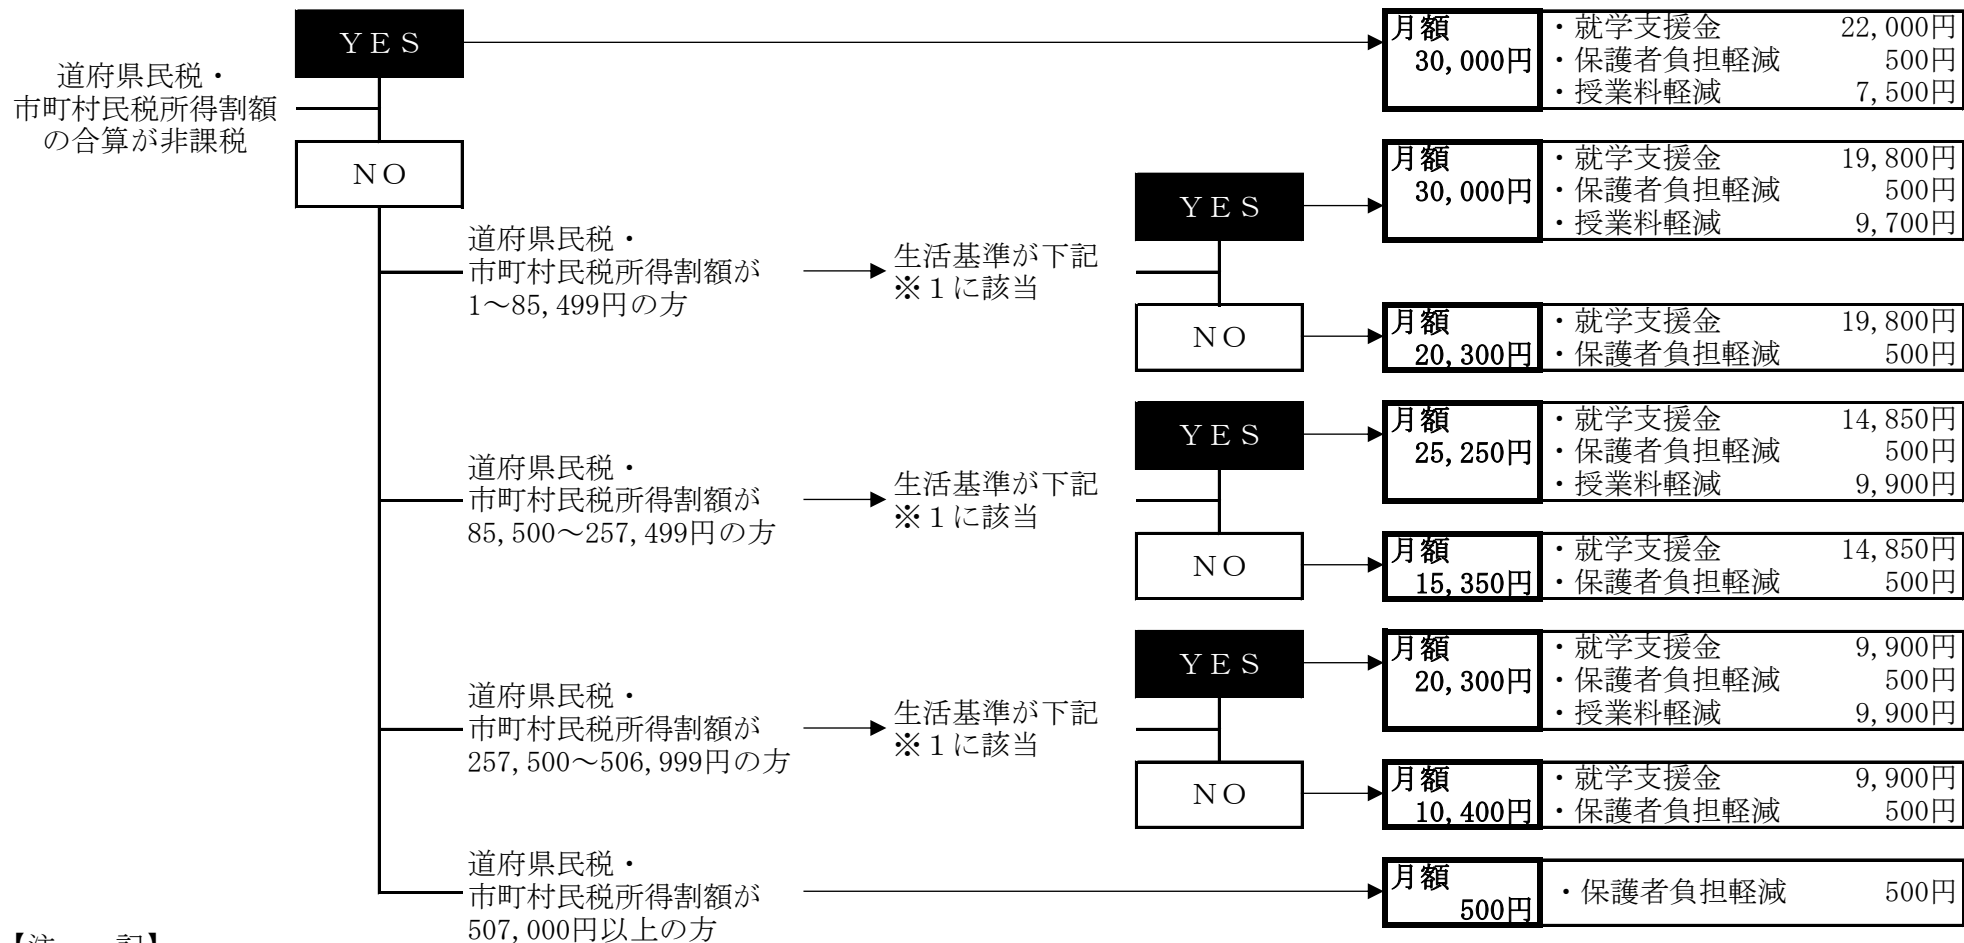 道府県民税・
市町村民税所得割額
の合算が非課税
ＹＥＳ
月額
30,000円
・就学支援金 22,000円
・保護者負担軽減 500円
・授業料軽減 7,500円
ＮＯ
道府県民税・
市町村民税所得割額が
1～85,499円の方
生活基準が下記
※１に該当
ＹＥＳ
月額
30,000円
・就学支援金 19,800円
・保護者負担軽減 500円
・授業料軽減 9,700円
ＮＯ
月額
20,300円
・就学支援金 19,800円
・保護者負担軽減 500円
道府県民税・
市町村民税所得割額が
85,500～257,499円の方
生活基準が下記
※１に該当
ＹＥＳ
月額
25,250円
・就学支援金 14,850円
・保護者負担軽減 500円
・授業料軽減 9,900円
ＮＯ
月額
15,350円
・就学支援金 14,850円
・保護者負担軽減 500円
道府県民税・
市町村民税所得割額が
257,500～506,999円の方
生活基準が下記
※１に該当
ＹＥＳ
月額
20,300円
・就学支援金 9,900円
・保護者負担軽減 500円
・授業料軽減 9,900円
ＮＯ
月額
10,400円
・就学支援金 9,900円
・保護者負担軽減 500円
道府県民税・
市町村民税所得割額が
507,000円以上の方
月額
500円
・保護者負担軽減 500円
【注　記】